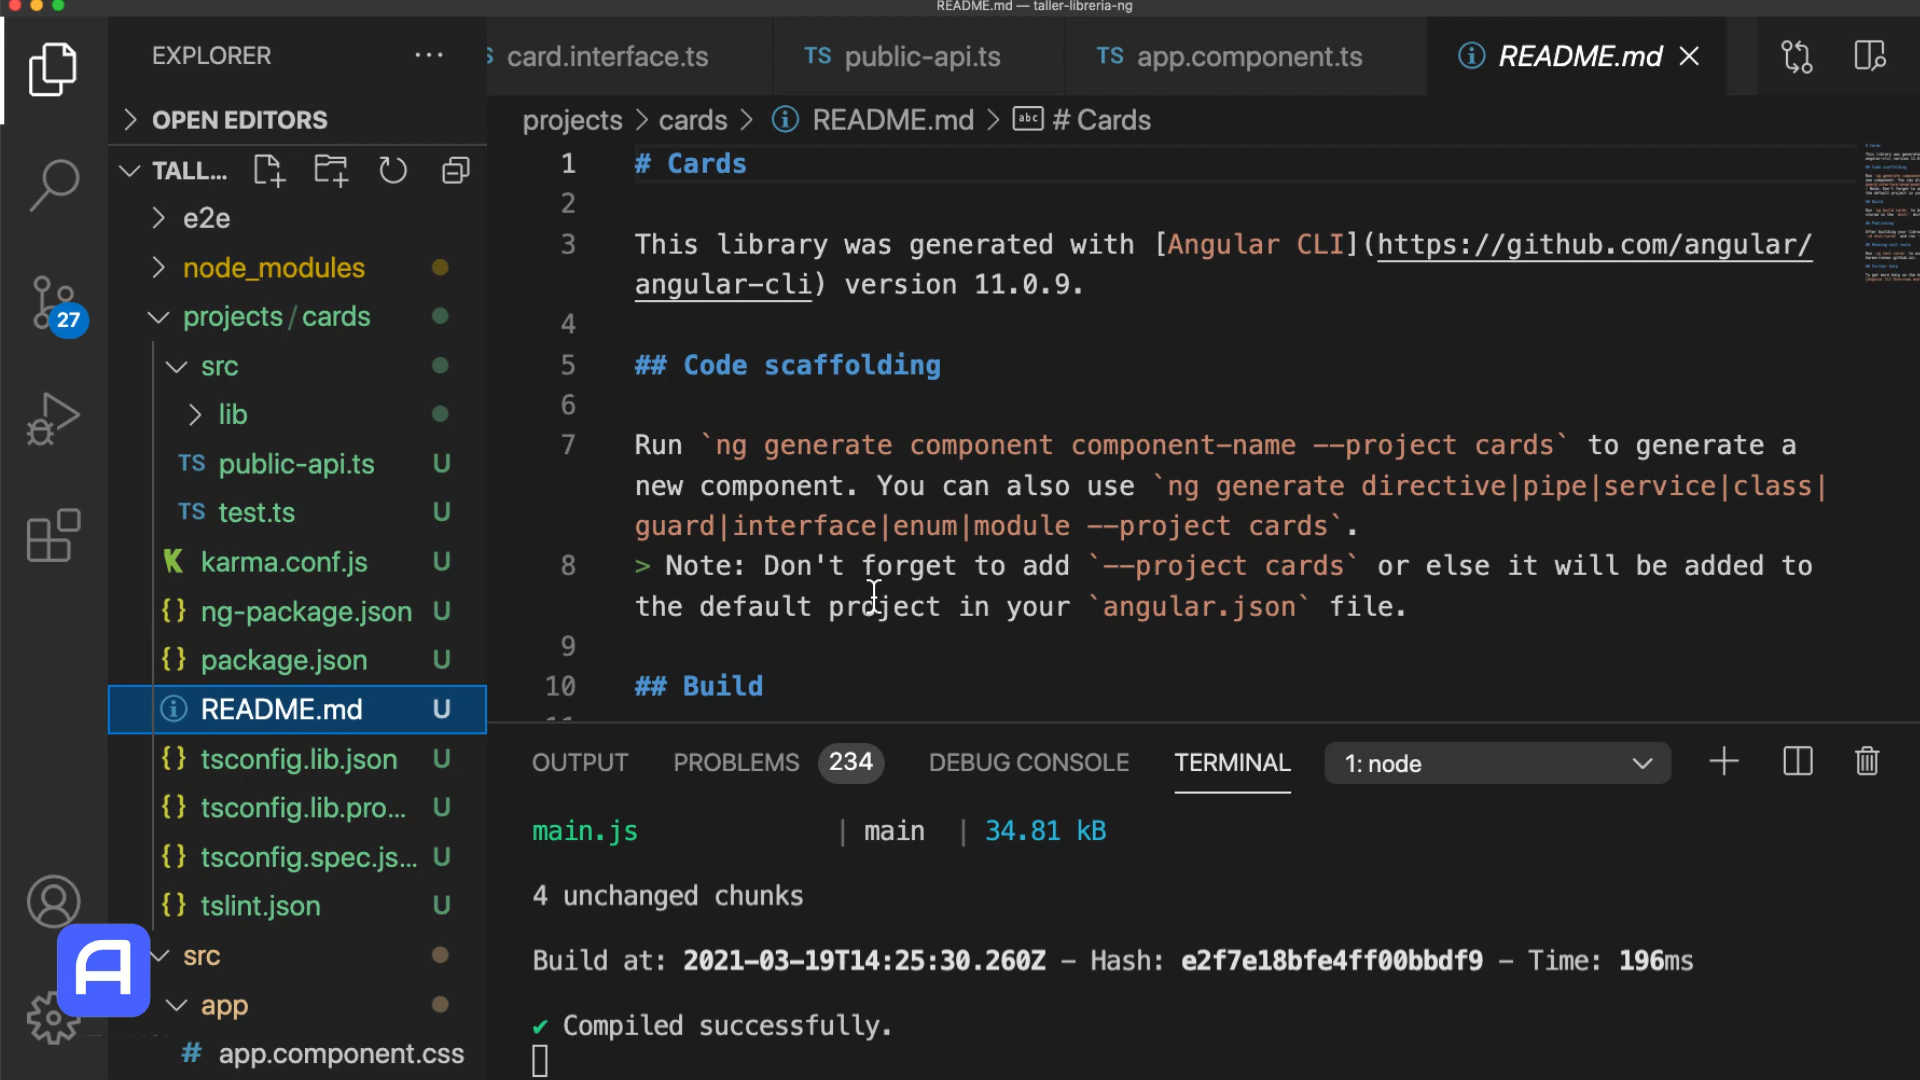 README.md — taller-libreria-ng
EXPLORER
card.interface.ts
TS public-api.ts
TS app.component.ts
README.md
OPEN EDITORS
projects > cards > README.md > abc # Cards
TALL...
e2e
node_modules
projects / cards
src
lib
TS public-api.ts U
TS test.ts U
karma.conf.js U
{} ng-package.json U
{} package.json U
README.md U
{} tsconfig.lib.json U
{} tsconfig.lib.pro... U
{} tsconfig.spec.js... U
{} tslint.json U
src
app
# app.component.css
27
1 # Cards
2
3 This library was generated with [Angular CLI](https://github.com/angular/
angular-cli) version 11.0.9.
4
5 ## Code scaffolding
6
7 Run `ng generate component component-name --project cards` to generate a
new component. You can also use `ng generate directive|pipe|service|class|
guard|interface|enum|module --project cards`.
8 > Note: Don't forget to add `--project cards` or else it will be added to
the default project in your `angular.json` file.
9
10 ## Build
OUTPUT PROBLEMS 234 DEBUG CONSOLE TERMINAL 1: node
main.js | main | 34.81 kB
4 unchanged chunks
Build at: 2021-03-19T14:25:30.260Z - Hash: e2f7e18bfe4ff00bbdf9 - Time: 196ms
✔ Compiled successfully.